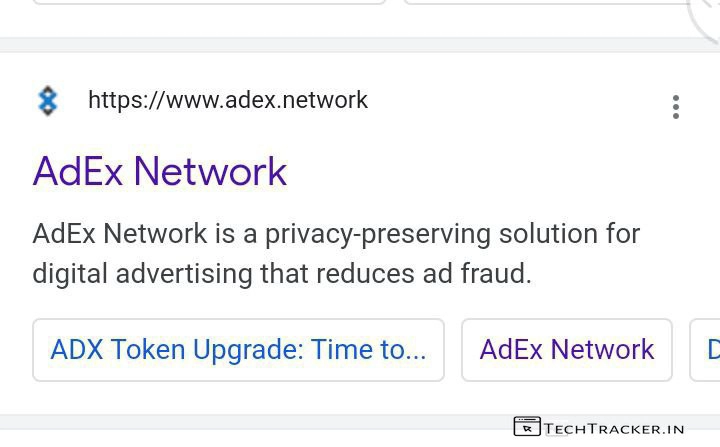 https://www.adex.network
AdEx Network
AdEx Network is a privacy-preserving solution for
digital advertising that reduces ad fraud.
ADX Token Upgrade: Time to...
AdEx Network
D
TECHTRACKER.IN